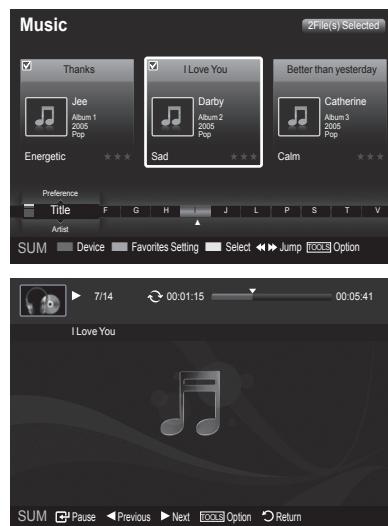 Music
2File(s) Selected
Thanks
I Love You
Better than yesterday
Jee
Album 1
2005
Pop
Darby
Album 2
2005
Pop
Catherine
Album 3
2005
Pop
Energetic
Sad
Calm
Preference
Title F G H I J L P S T V
Artist
SUM Device Favorites Setting Select Jump TOOLS Option
7/14 00:01:15 00:05:41
I Love You
SUM Pause Previous Next TOOLS Option Return